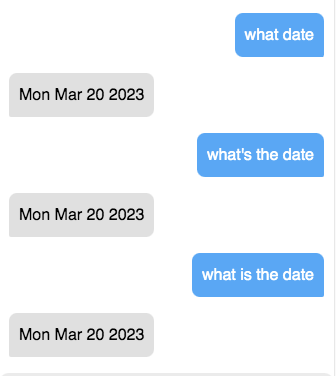 what date
Mon Mar 20 2023
what's the date
Mon Mar 20 2023
what is the date
Mon Mar 20 2023